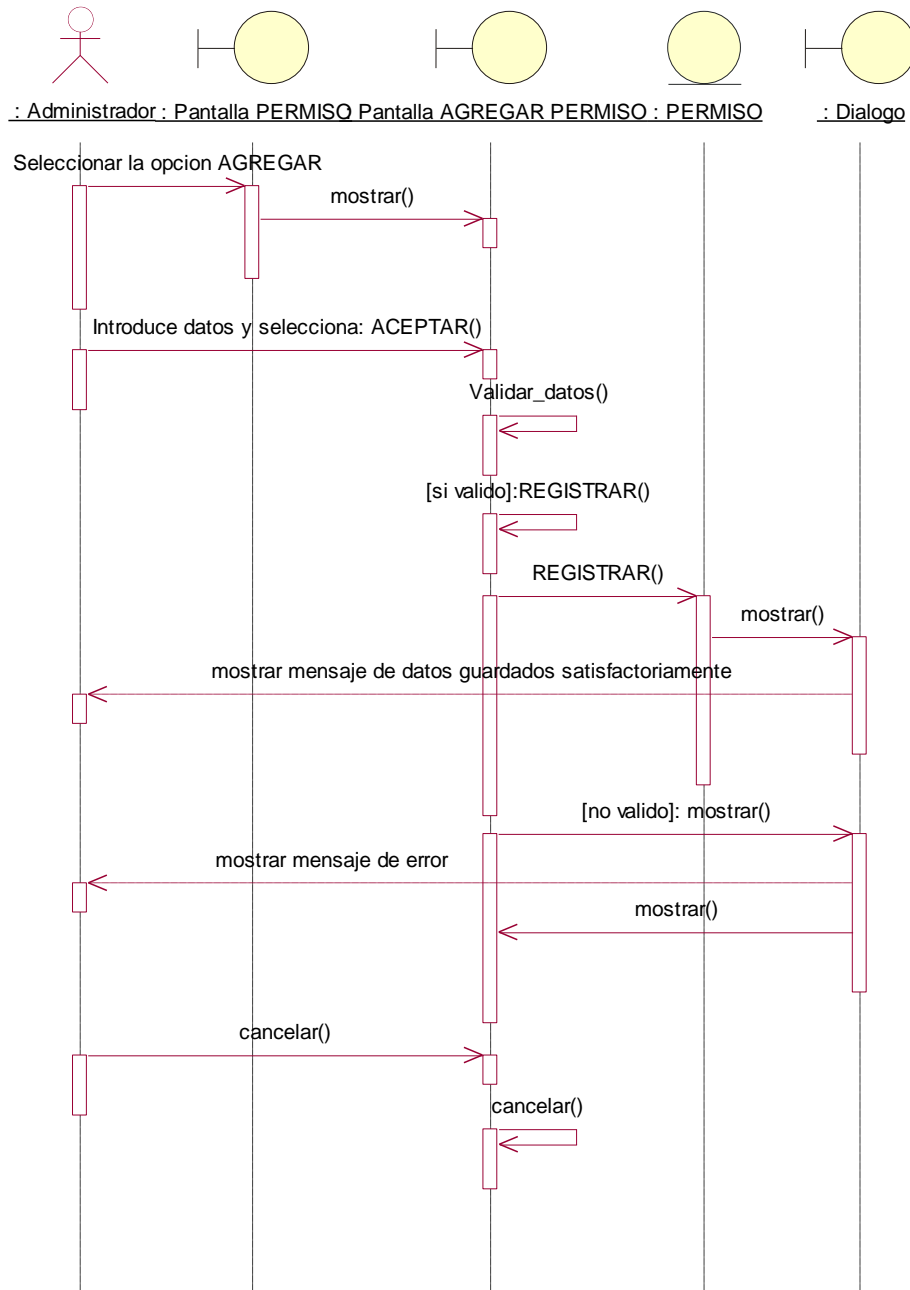 : Administrador
: Pantalla PERMISO
: Pantalla AGREGAR PERMISO
: PERMISO
: Dialogo
Seleccionar la opcion AGREGAR
mostrar()
Introduce datos y selecciona: ACEPTAR()
Validar_datos()
[si valido]:REGISTRAR()
REGISTRAR()
mostrar()
mostrar mensaje de datos guardados satisfactoriamente
[no valido]: mostrar()
mostrar mensaje de error
mostrar()
cancelar()
cancelar()